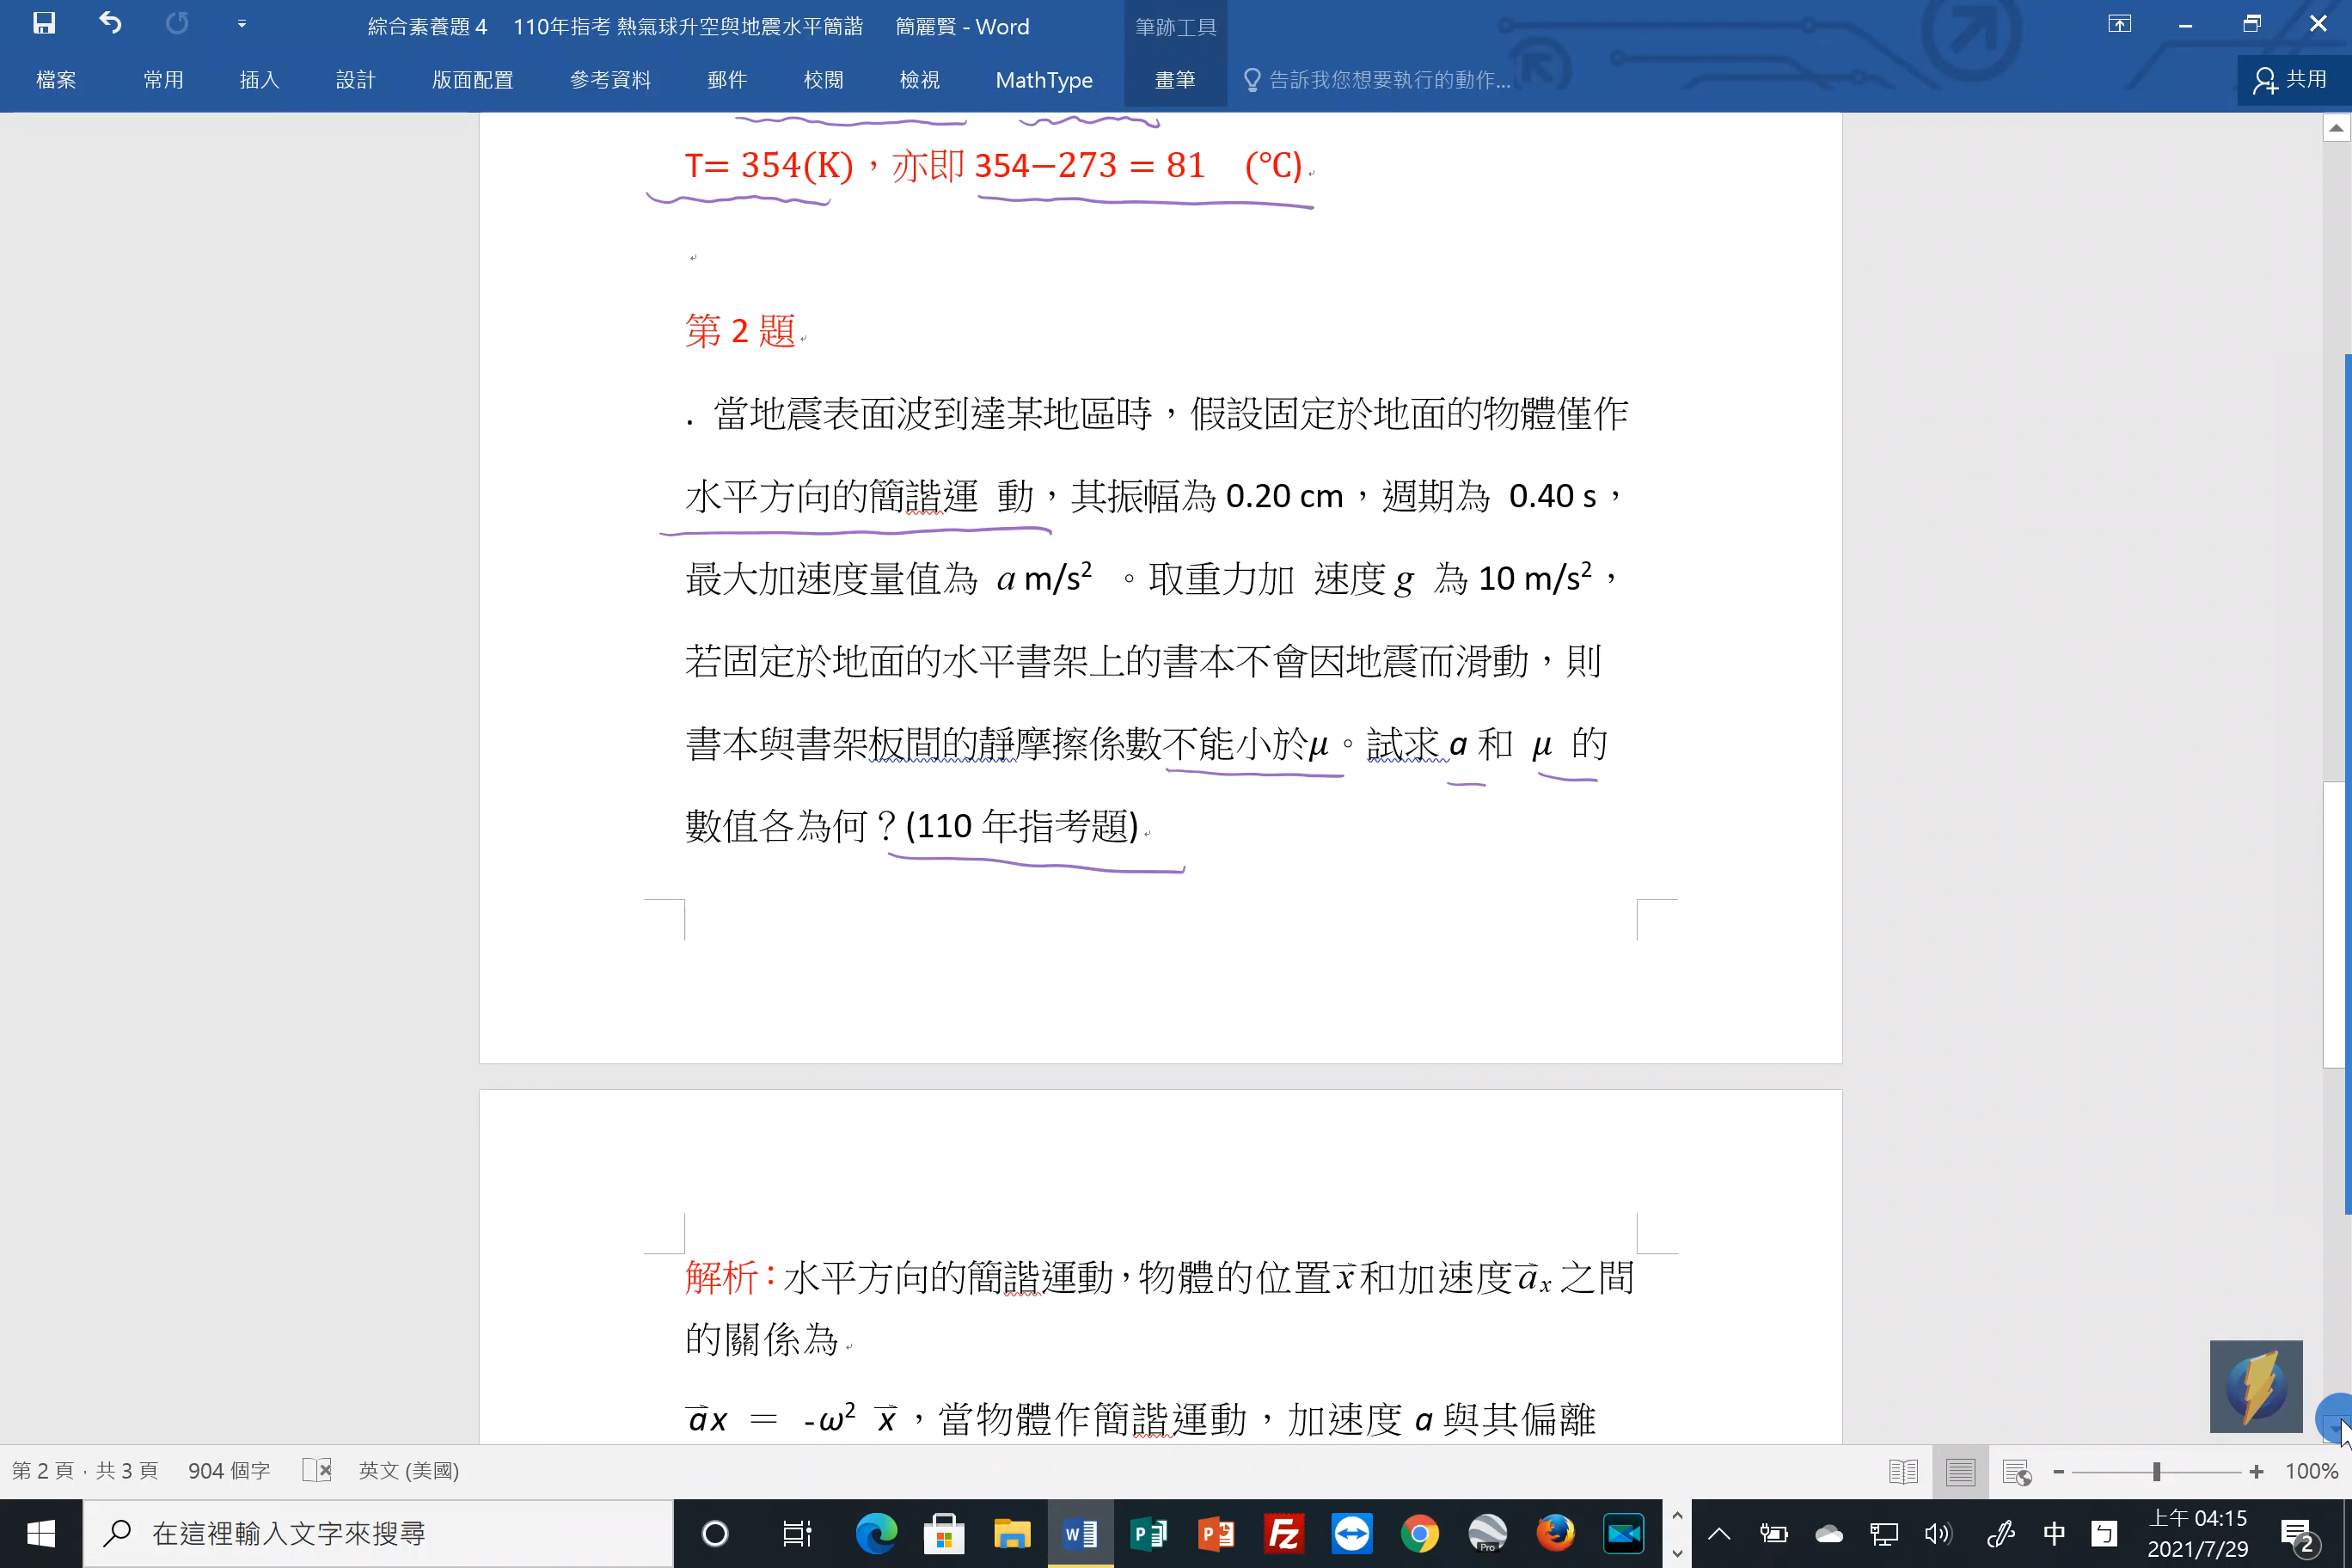 綜合素養題 4 110年指考 熱氣球升空與地震水平簡諧 簡麗賢 - Word
筆跡工具
檔案 常用 插入 設計 版面配置 參考資料 郵件 校閱 檢視 MathType 畫筆 告訴我您想要執行的動作... 共用
T= 354(K)，亦即 354−273 = 81 (℃)
第 2 題
. 當地震表面波到達某地區時，假設固定於地面的物體僅作
水平方向的簡諧運 動，其振幅為 0.20 cm，週期為 0.40 s，
最大加速度量值為 a m/s² 。取重力加 速度 g 為 10 m/s²，
若固定於地面的水平書架上的書本不會因地震而滑動，則
書本與書架板間的靜摩擦係數不能小於μ。試求 a 和 μ 的
數值各為何？(110 年指考題)
解析：水平方向的簡諧運動，物體的位置x⃗和加速度a⃗ₓ之間
的關係為
a⃗x = -ω² x⃗，當物體作簡諧運動，加速度 a 與其偏離
第 2 頁，共 3 頁 904 個字 英文 (美國) 100%
在這裡輸入文字來搜尋
Pro
中
ㄅ
上午 04:15
2021/7/29
2